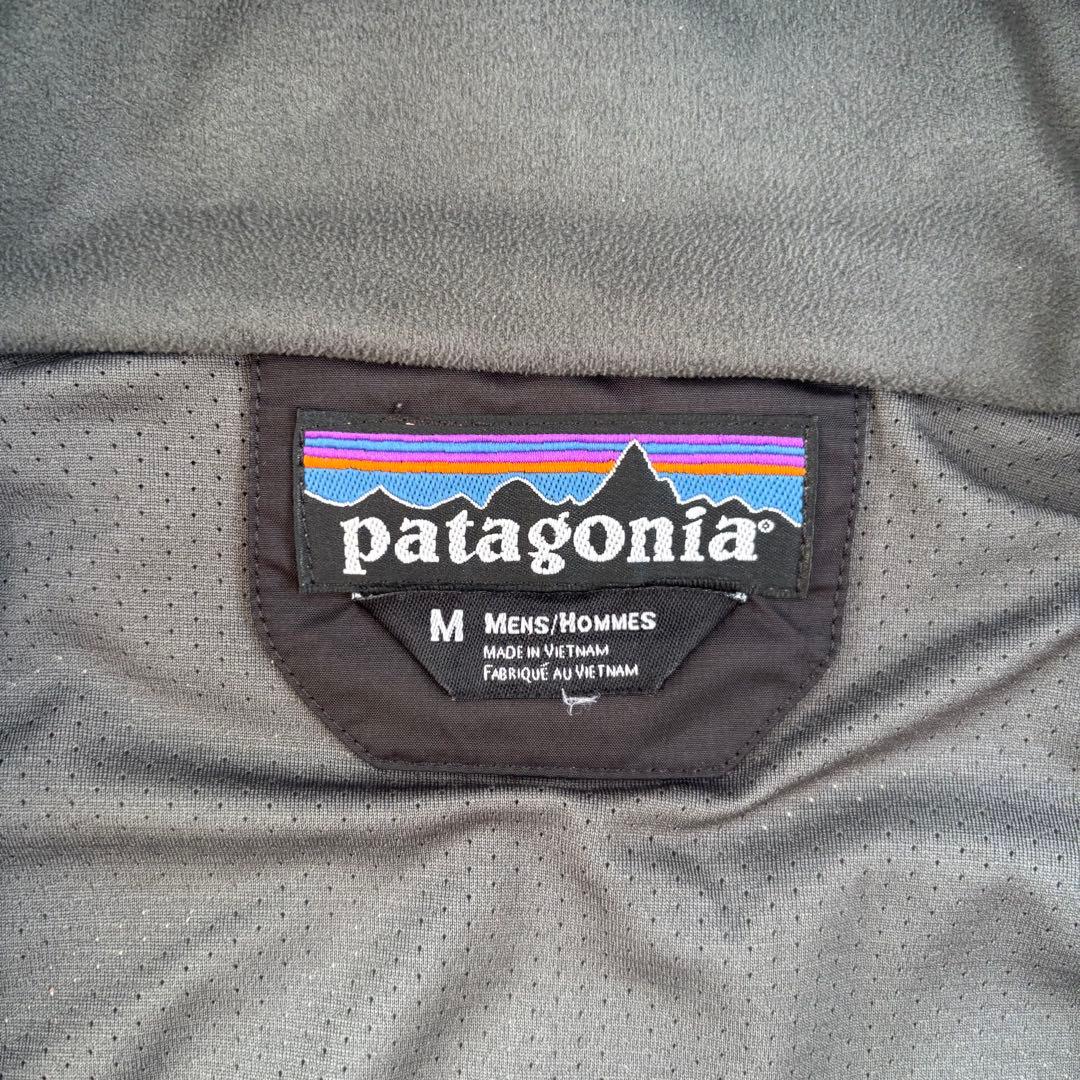 patagonia®
M MENS/HOMMES
MADE IN VIETNAM
FABRIQUÉ AU VIETNAM